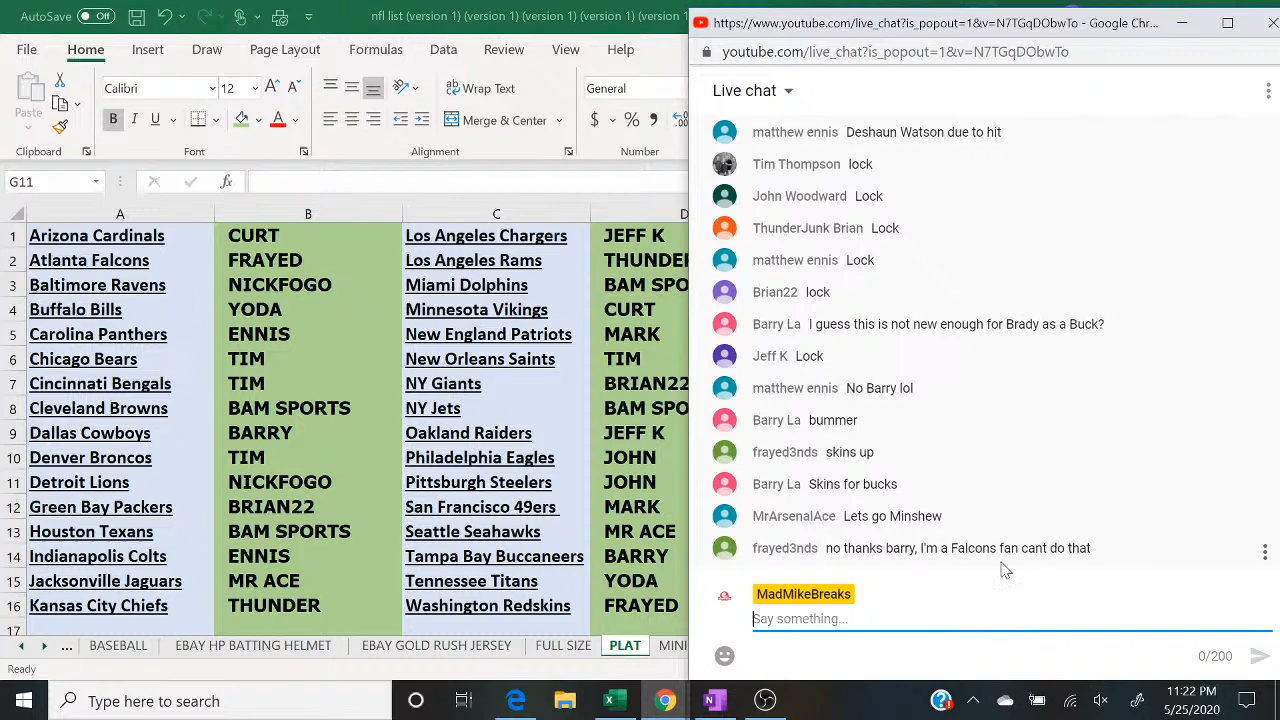 AutoSave Off nfl list (version 1) (version 1) (version 1) (version 1) (version 1)
File Home Insert Draw Page Layout Formulas Data Review View Help
Paste
Calibri 12
B I U A
Wrap Text
Merge & Center
General
$ % 9
Clipboard Font Alignment Number
G11 fx
A B C D
1 Arizona Cardinals CURT Los Angeles Chargers JEFF K
2 Atlanta Falcons FRAYED Los Angeles Rams THUNDER
3 Baltimore Ravens NICKFOGO Miami Dolphins BAM SPO
4 Buffalo Bills YODA Minnesota Vikings CURT
5 Carolina Panthers ENNIS New England Patriots MARK
6 Chicago Bears TIM New Orleans Saints TIM
7 Cincinnati Bengals TIM NY Giants BRIAN22
8 Cleveland Browns BAM SPORTS NY Jets BAM SPO
9 Dallas Cowboys BARRY Oakland Raiders JEFF K
10 Denver Broncos TIM Philadelphia Eagles JOHN
11 Detroit Lions NICKFOGO Pittsburgh Steelers JOHN
12 Green Bay Packers BRIAN22 San Francisco 49ers MARK
13 Houston Texans BAM SPORTS Seattle Seahawks MR ACE
14 Indianapolis Colts ENNIS Tampa Bay Buccaneers BARRY
15 Jacksonville Jaguars MR ACE Tennessee Titans YODA
16 Kansas City Chiefs THUNDER Washington Redskins FRAYED
17
... BASEBALL EBAY HP BATTING HELMET EBAY GOLD RUSH JERSEY FULL SIZE PLAT MINI
Ready
https://www.youtube.com/live_chat?is_popout=1&v=N7TGqDObwTo - Google Chr...
youtube.com/live_chat?is_popout=1&v=N7TGqDObwTo
Live chat
matthew ennis Deshaun Watson due to hit
Tim Thompson lock
John Woodward Lock
ThunderJunk Brian Lock
matthew ennis Lock
Brian22 lock
Barry La I guess this is not new enough for Brady as a Buck?
Jeff K Lock
matthew ennis No Barry lol
Barry La bummer
frayed3nds skins up
Barry La Skins for bucks
MrArsenalAce Lets go Minshew
frayed3nds no thanks barry, I'm a Falcons fan cant do that
MadMikeBreaks
Say something...
0/200
Type here to search
11:22 PM
5/25/2020